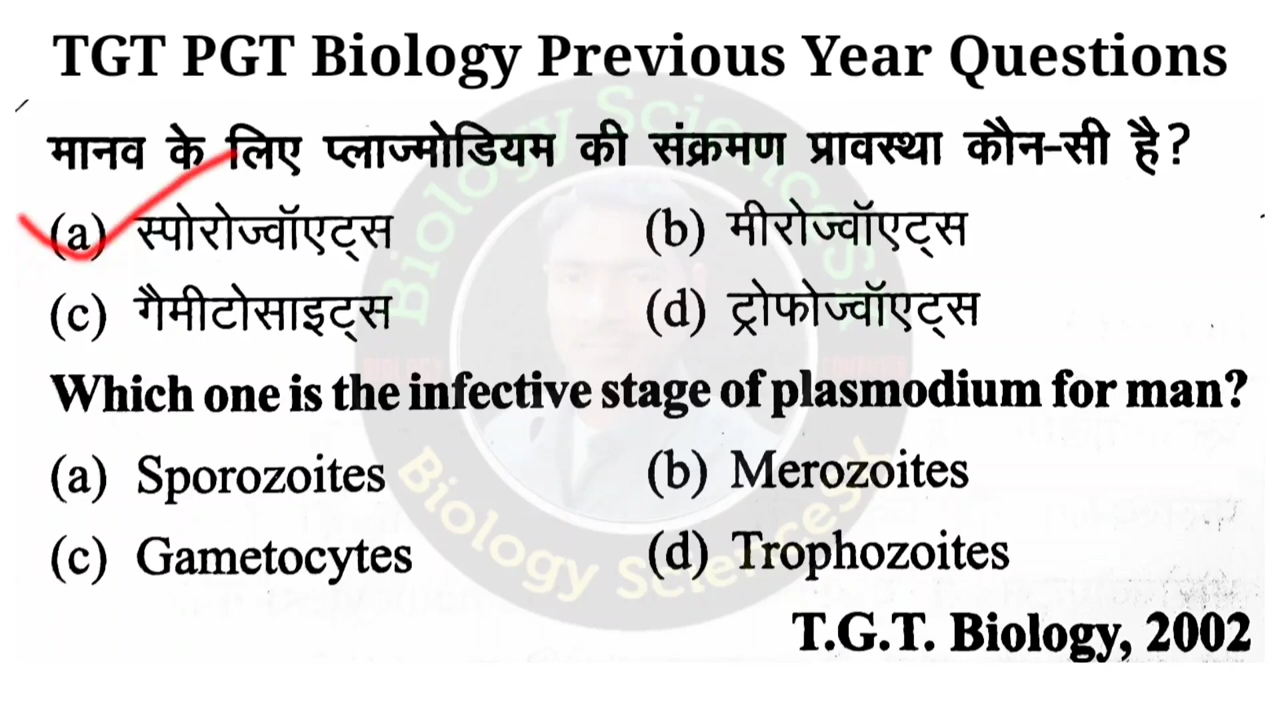 TGT PGT Biology Previous Year Questions
मानव के लिए प्लाज्मोडियम की संक्रमण प्रावस्था कौन-सी है?
(a) स्पोरोज्वॉएट्स (b) मीरोज्वॉएट्स
(c) गैमीटोसाइट्स (d) ट्रोफोज्वॉएट्स
Which one is the infective stage of plasmodium for man?
(a) Sporozoites (b) Merozoites
(c) Gametocytes (d) Trophozoites
T.G.T. Biology, 2002